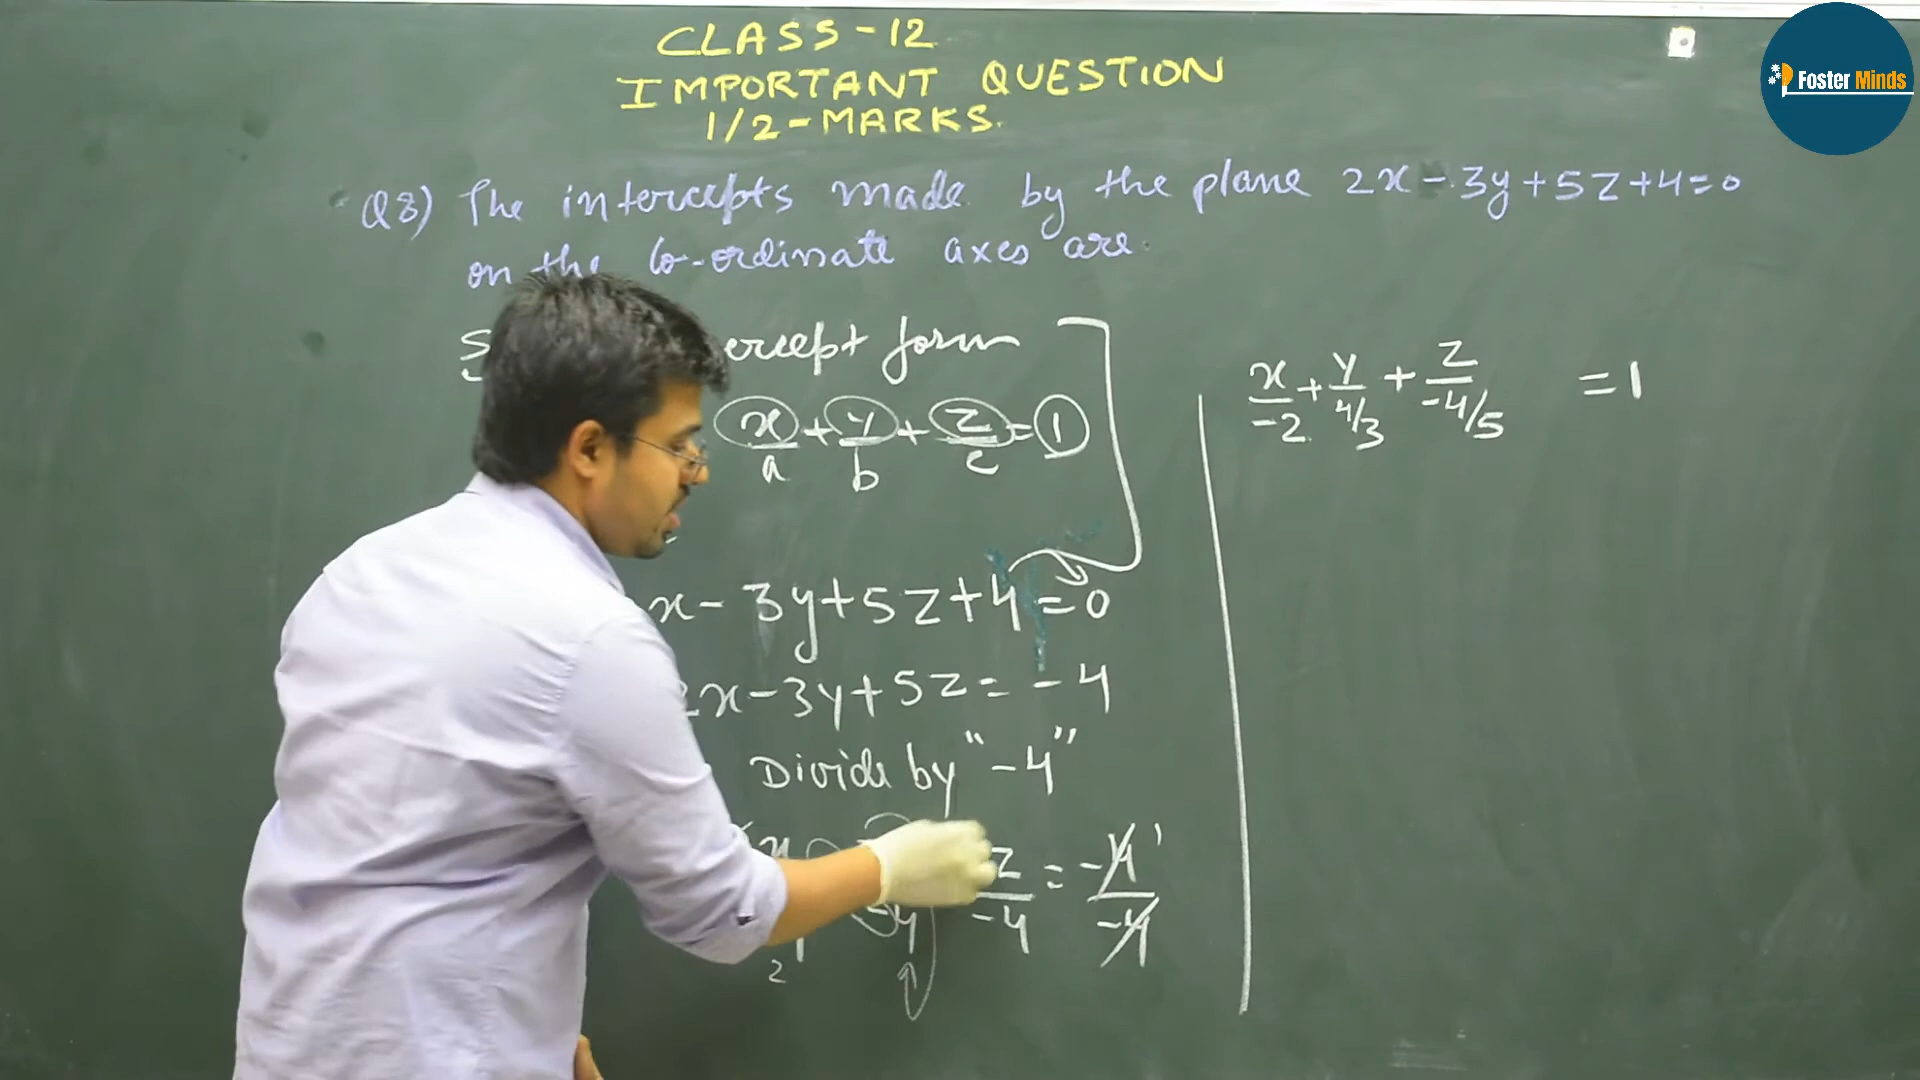 CLASS-12
IMPORTANT QUESTION
1/2-MARKS.
Foster Minds
Q8) The intercepts made by the plane 2x - 3y + 5z + 4 = 0
on the co-ordinate axes are.
form
x/a + y/b + z/c = 1
x - 3y + 5z + 4 = 0
2x - 3y + 5z = -4
Divide by "-4"
z/-4 = -4/-4 1
2
x/-2 + y/4/3 + z/-4/5 = 1